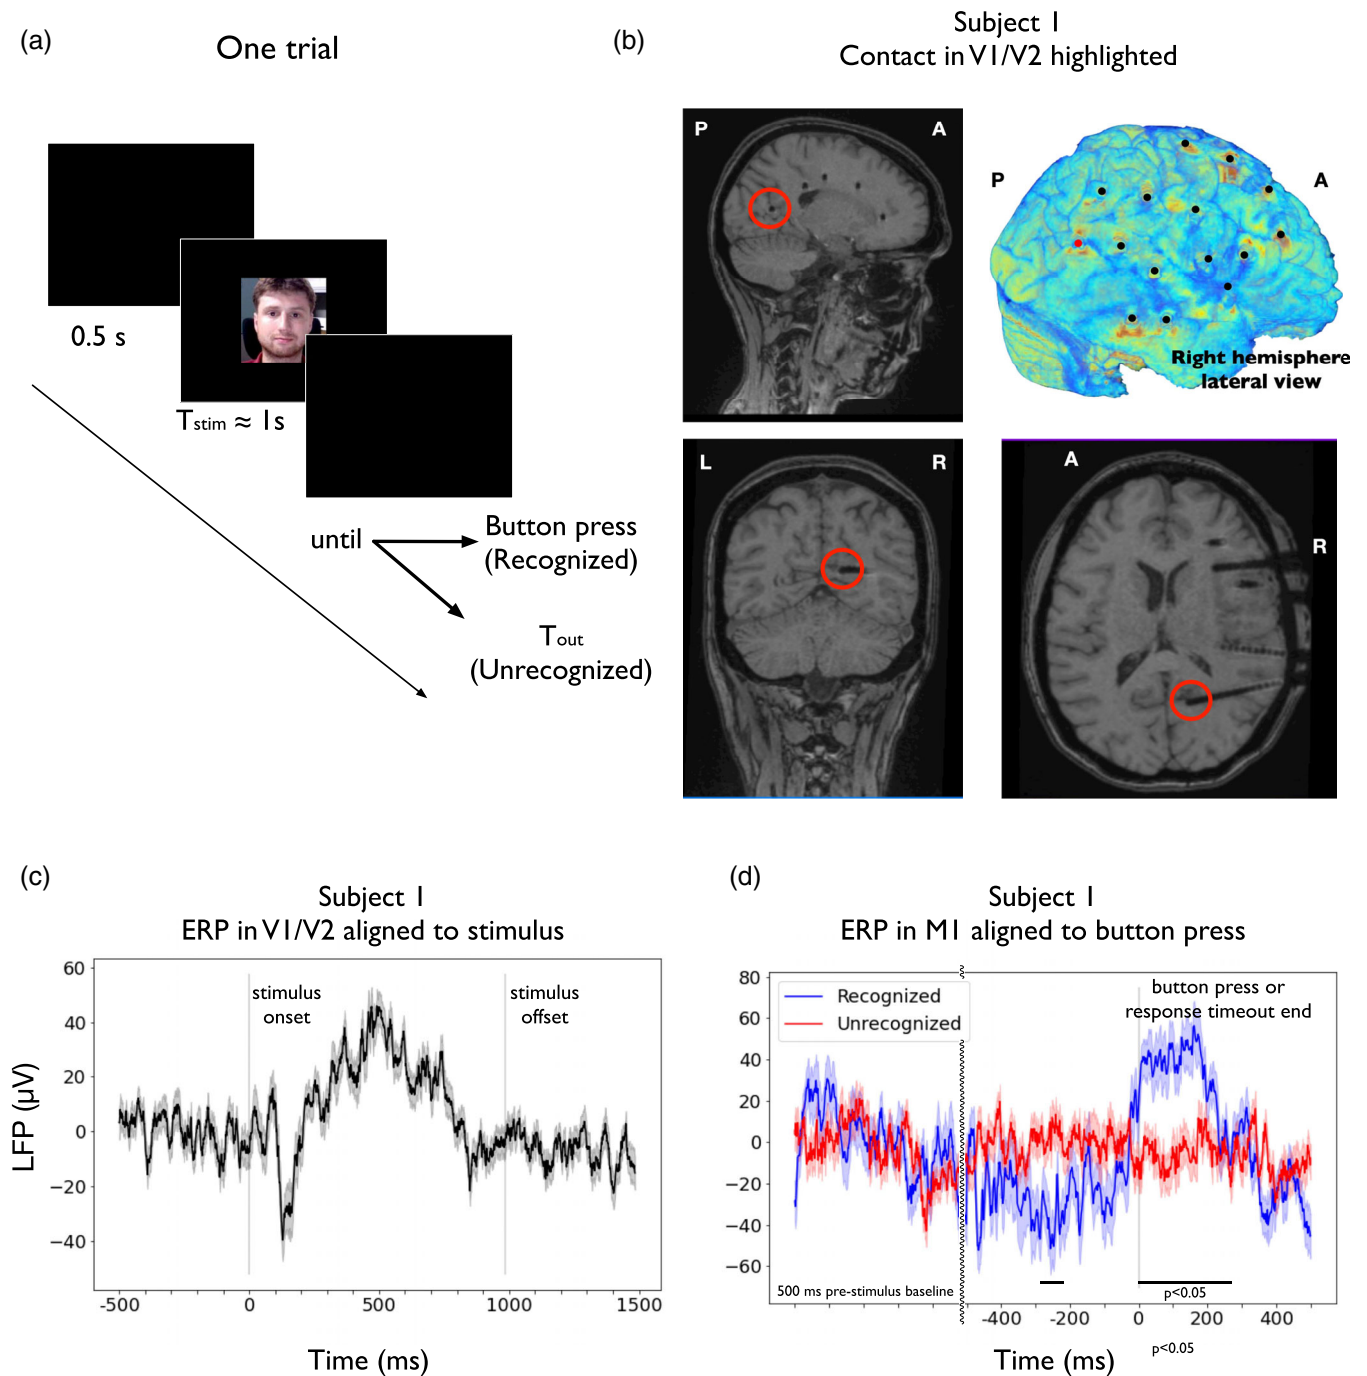 (a)
One trial
0.5 s
Tstim ≈ 1s
until
Button press
(Recognized)
Tout
(Unrecognized)
(b)
Subject 1
Contact in V1/V2 highlighted
P
A
P
A
Right hemisphere
lateral view
L
R
A
R
(c)
Subject 1
ERP in V1/V2 aligned to stimulus
LFP (µV)
60
40
20
0
−20
−40
stimulus
onset
stimulus
offset
-500
0
500
1000
1500
Time (ms)
(d)
Subject 1
ERP in M1 aligned to button press
80
60
40
20
0
−20
−40
−60
Recognized
Unrecognized
button press or
response timeout end
500 ms pre-stimulus baseline
p<0.05
-400
-200
0
200
400
Time (ms)
p<0.05